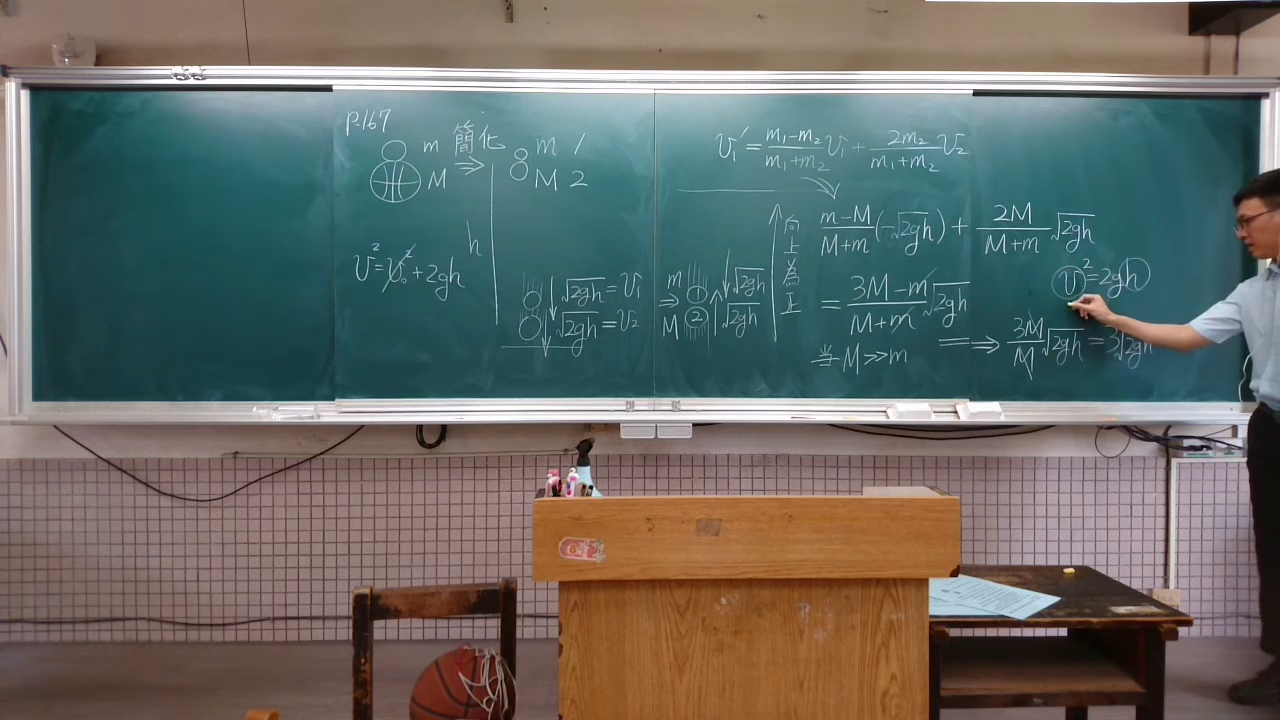 P.167
m 簡化 ⇒ m 1
M M 2
h
v² = v₀² + 2gh
√2gh = v₁
√2gh = v₂
⇒ m √2gh
M ② √2gh
v₁′ = (m₁−m₂)/(m₁+m₂) v₁ + 2m₂/(m₁+m₂) v₂
向上為正
(m−M)/(M+m) (−√2gh) + 2M/(M+m) √2gh
= (3M−m)/(M+m) √2gh
v² = 2gh
當 M≫m ⟹ 3M/M √2gh = 3√2gh